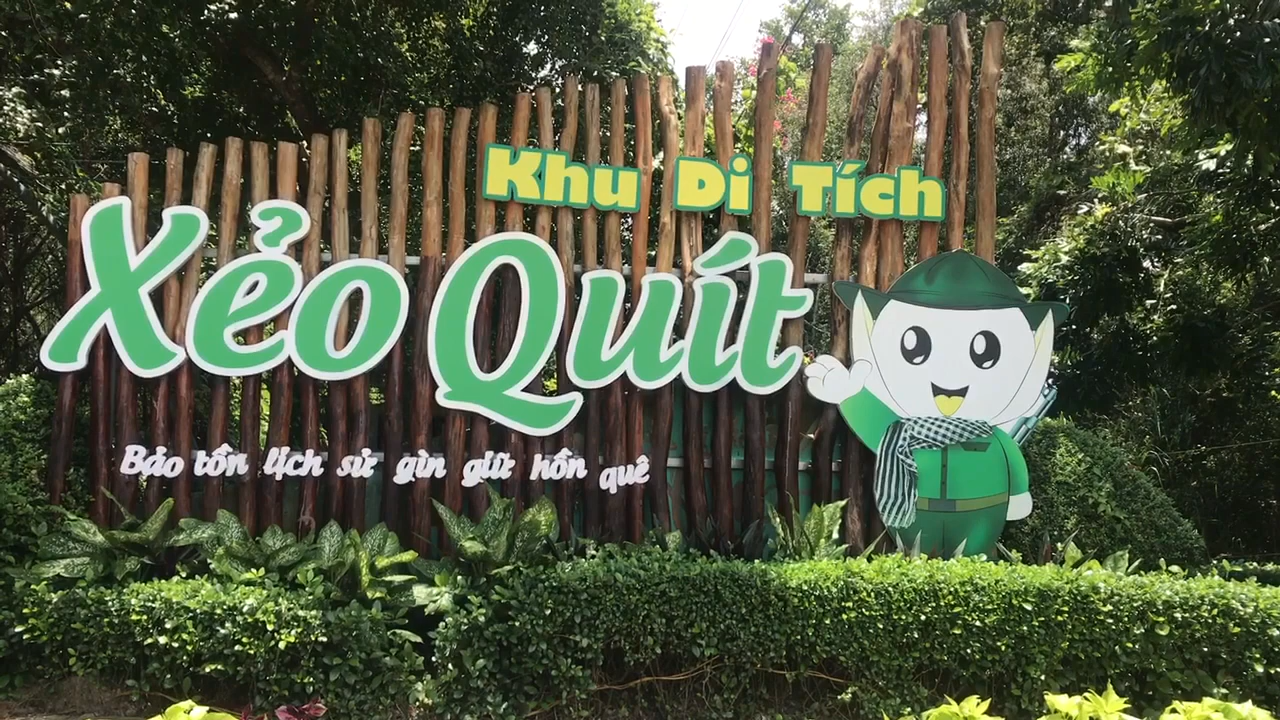 Khu Di Tích
Xẻo Quít
Bảo tồn lịch sử gìn giữ hồn quê